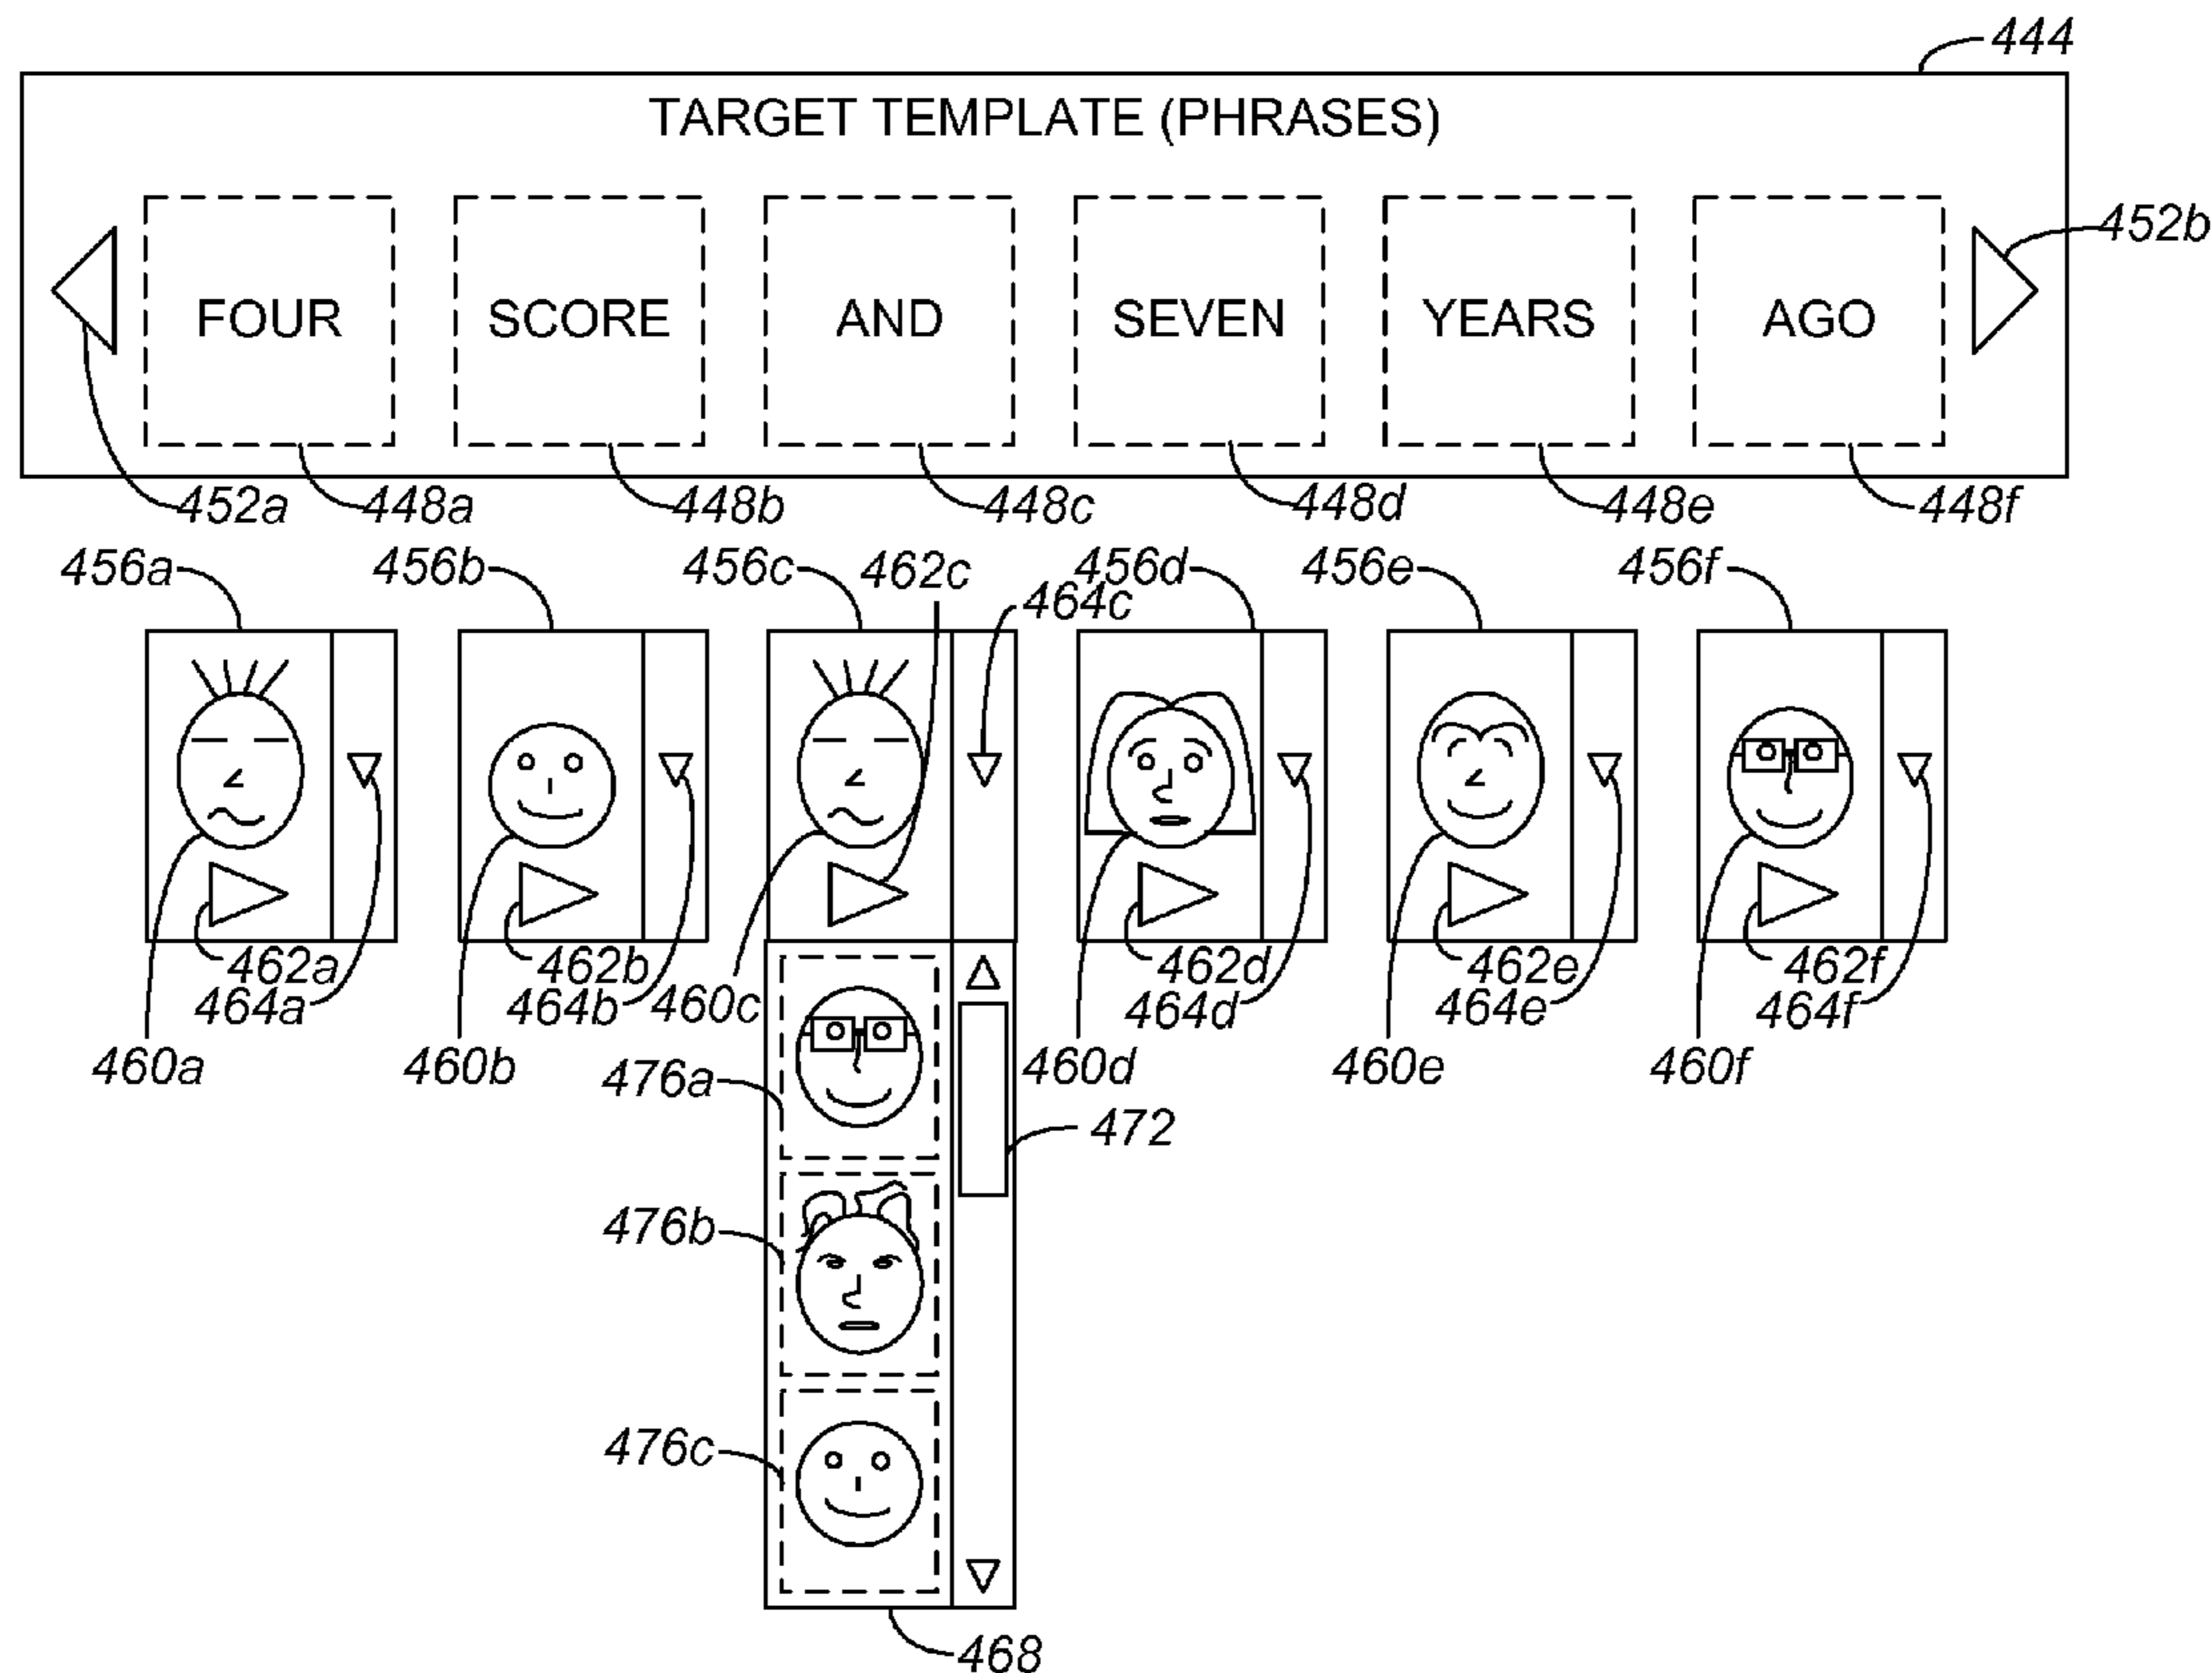 444
TARGET TEMPLATE (PHRASES)
452b
FOUR SCORE AND SEVEN YEARS AGO
452a 448a 448b 448c 448d 448e 448f
456a 456b 456c 462c 456d 456e 456f
464c
462a 462b 462d 462e 462f
464a 464b 460c 464d 464e 464f
460a 460b 476a 460d 460e 460f
472
476b
476c
468